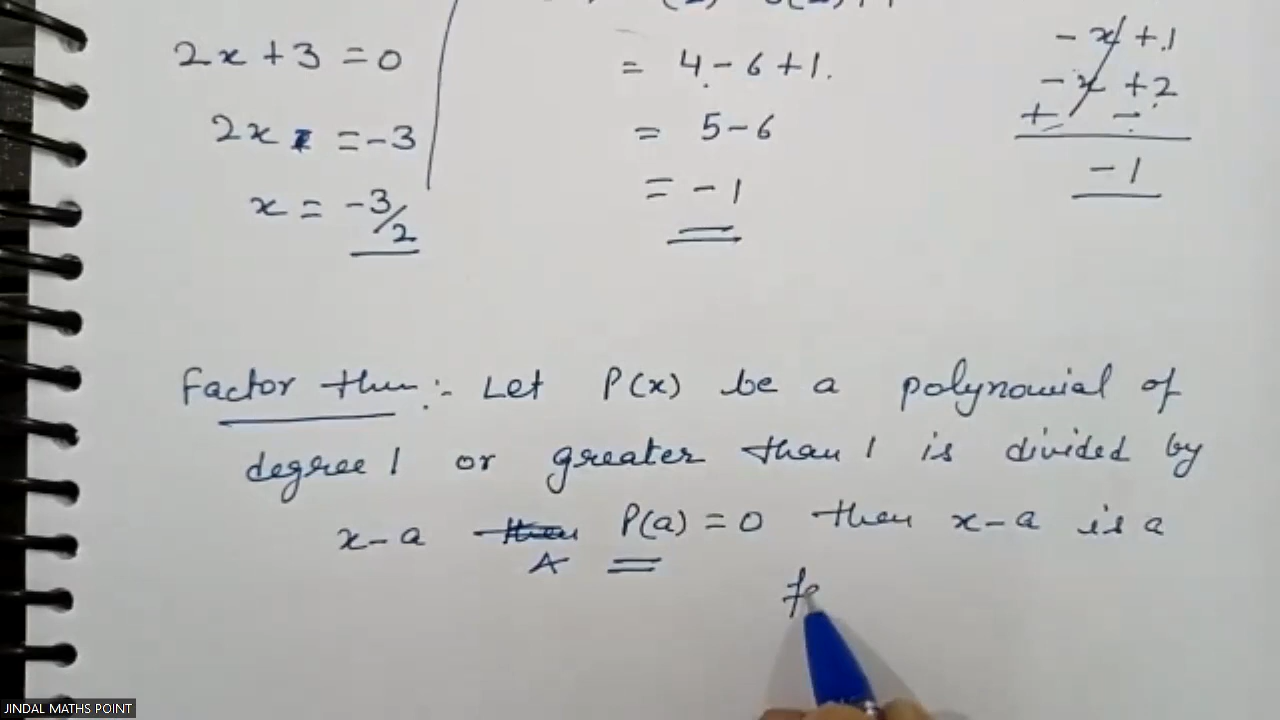 2x + 3 = 0
2x = -3
x = -3/2
= 4 - 6 + 1
= 5 - 6
= -1
- x + 1
- x + 2
+ -
-1
Factor thm:- Let P(x) be a polynomial of
degree 1 or greater than 1 is divided by
x-a P(a) = 0 then x-a is a
JINDAL MATHS POINT